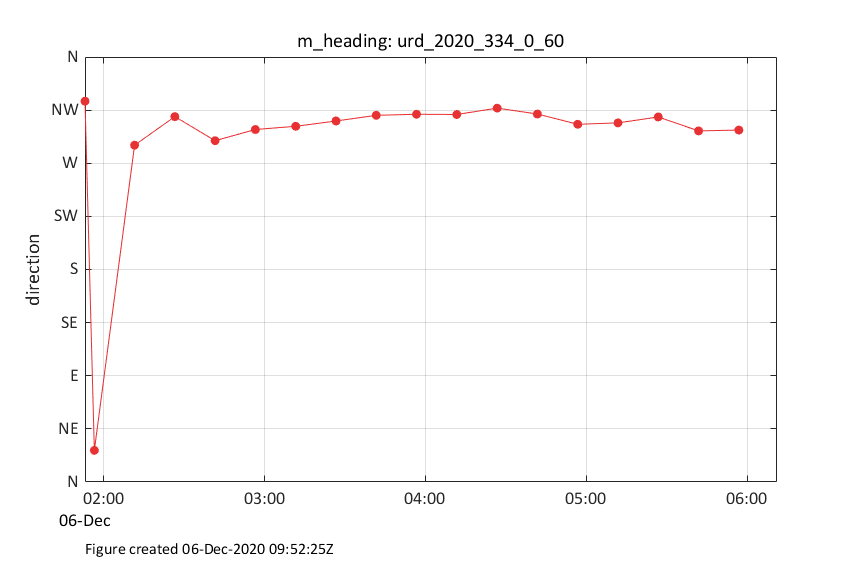 m_heading: urd_2020_334_0_60
direction
N
NW
W
SW
S
SE
E
NE
N
02:00 03:00 04:00 05:00 06:00
06-Dec
Figure created 06-Dec-2020 09:52:25Z